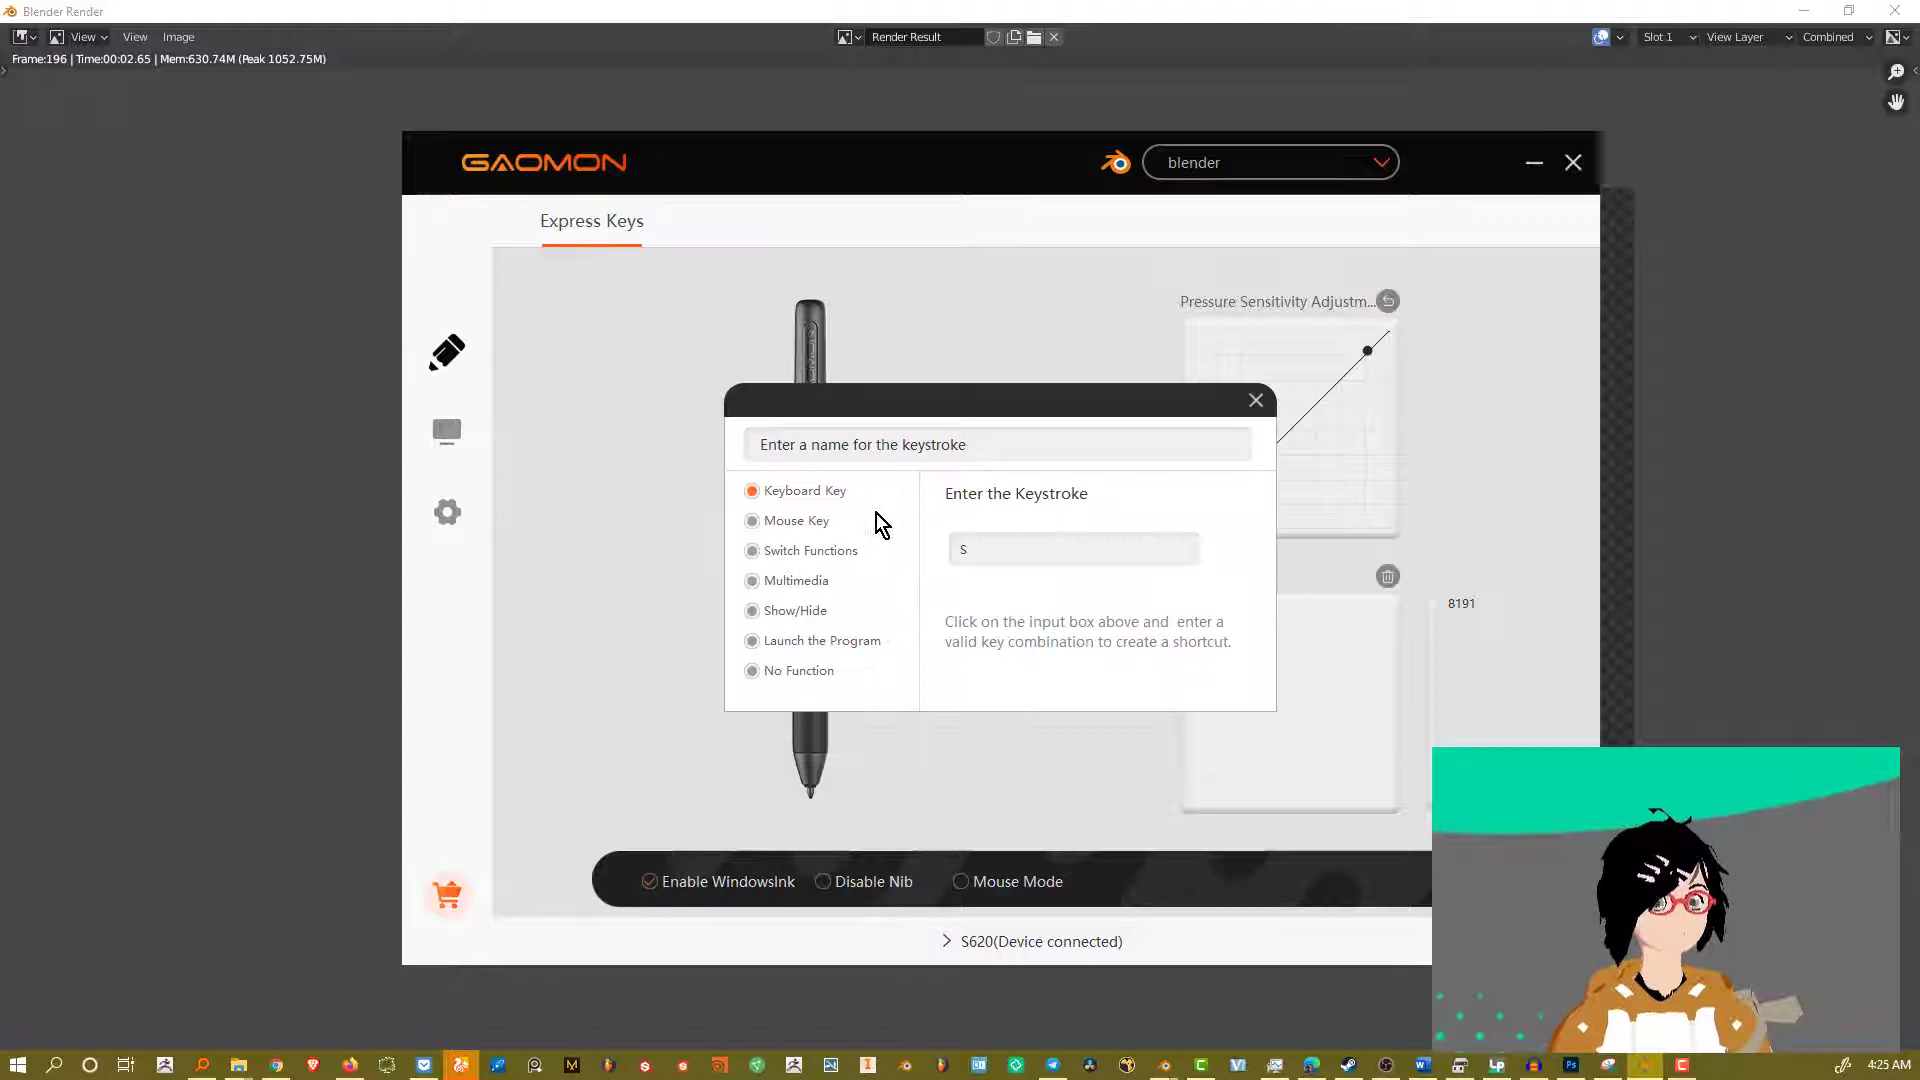 Blender Render
View View Image Render Result Slot 1 View Layer Combined
Frame:196 | Time:00:02.65 | Mem:630.74M (Peak 1052.75M)
GAOMON blender
Express Keys
Pressure Sensitivity Adjustm...
Enter a name for the keystroke
Keyboard Key
Mouse Key
Switch Functions
Multimedia
Show/Hide
Launch the Program
No Function
Enter the Keystroke
S
Click on the input box above and enter a
valid key combination to create a shortcut.
8191
Enable WindowsInk Disable Nib Mouse Mode
S620(Device connected)
4:25 AM